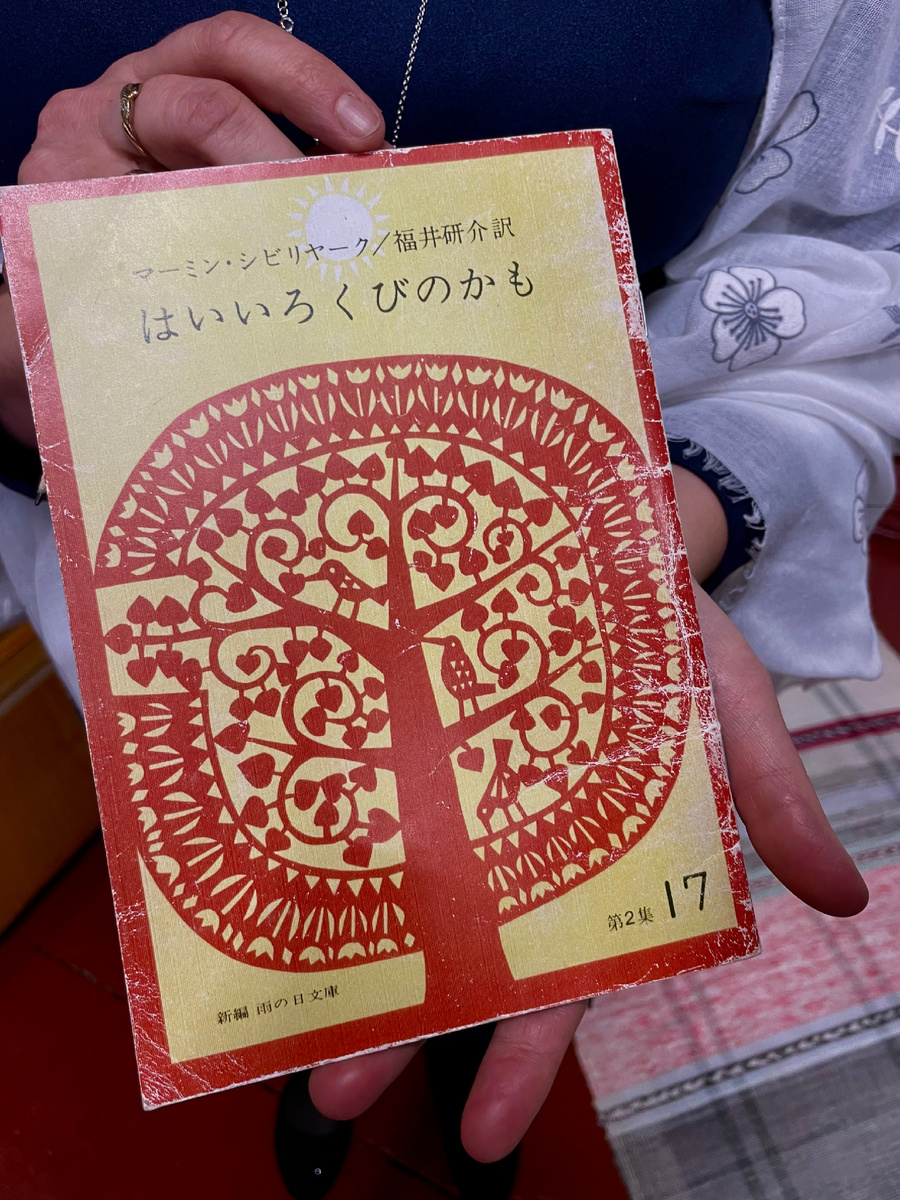 マーミン・シビリヤーク/福井研介訳
はいいろくびのかも
第2集 17
新編 雨の日文庫